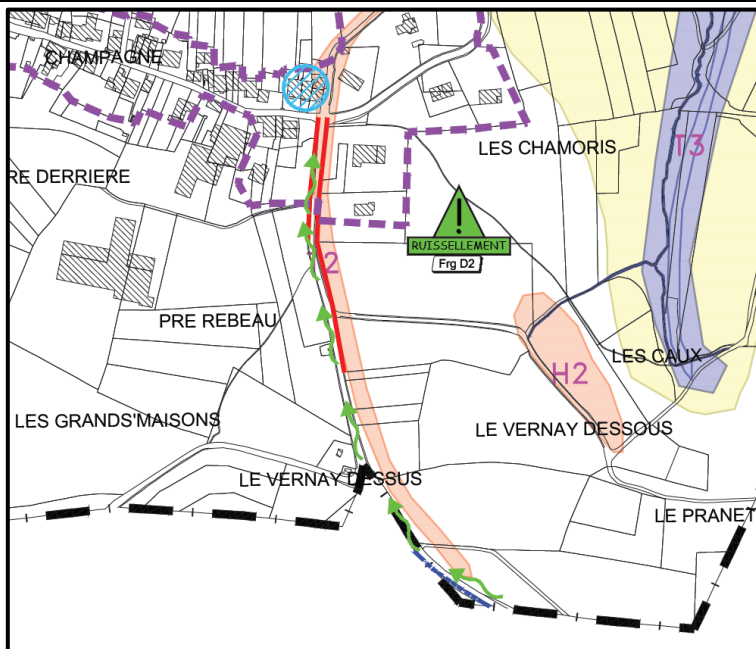 CHAMPAGNE
LES CHAMORIS
T3
RE DERRIERE
!
RUISSELLEMENT
Frg D2
2
PRE REBEAU
LES CAUX
H2
LES GRANDS'MAISONS
LE VERNAY DESSOUS
LE VERNAY DESSUS
LE PRANET